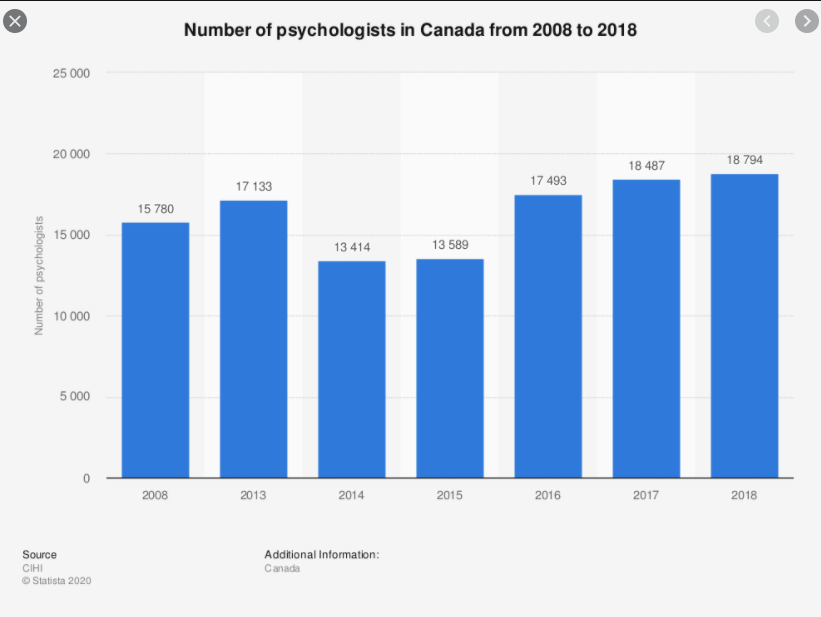 Number of psychologists in Canada from 2008 to 2018
25 000
20 000
15 000
10 000
5 000
0
Number of psychologists
15 780
17 133
13 414
13 589
17 493
18 487
18 794
2008 2013 2014 2015 2016 2017 2018
Source
CIHI
© Statista 2020
Additional Information:
Canada